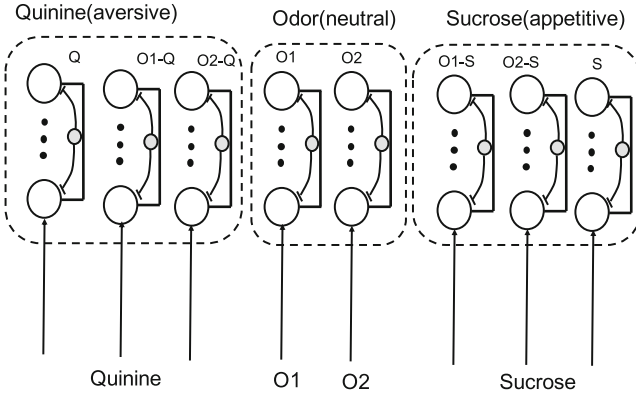 Quinine(aversive) Odor(neutral) Sucrose(appetitive)
Q O1-Q O2-Q O1 O2 O1-S O2-S S
Quinine O1 O2 Sucrose